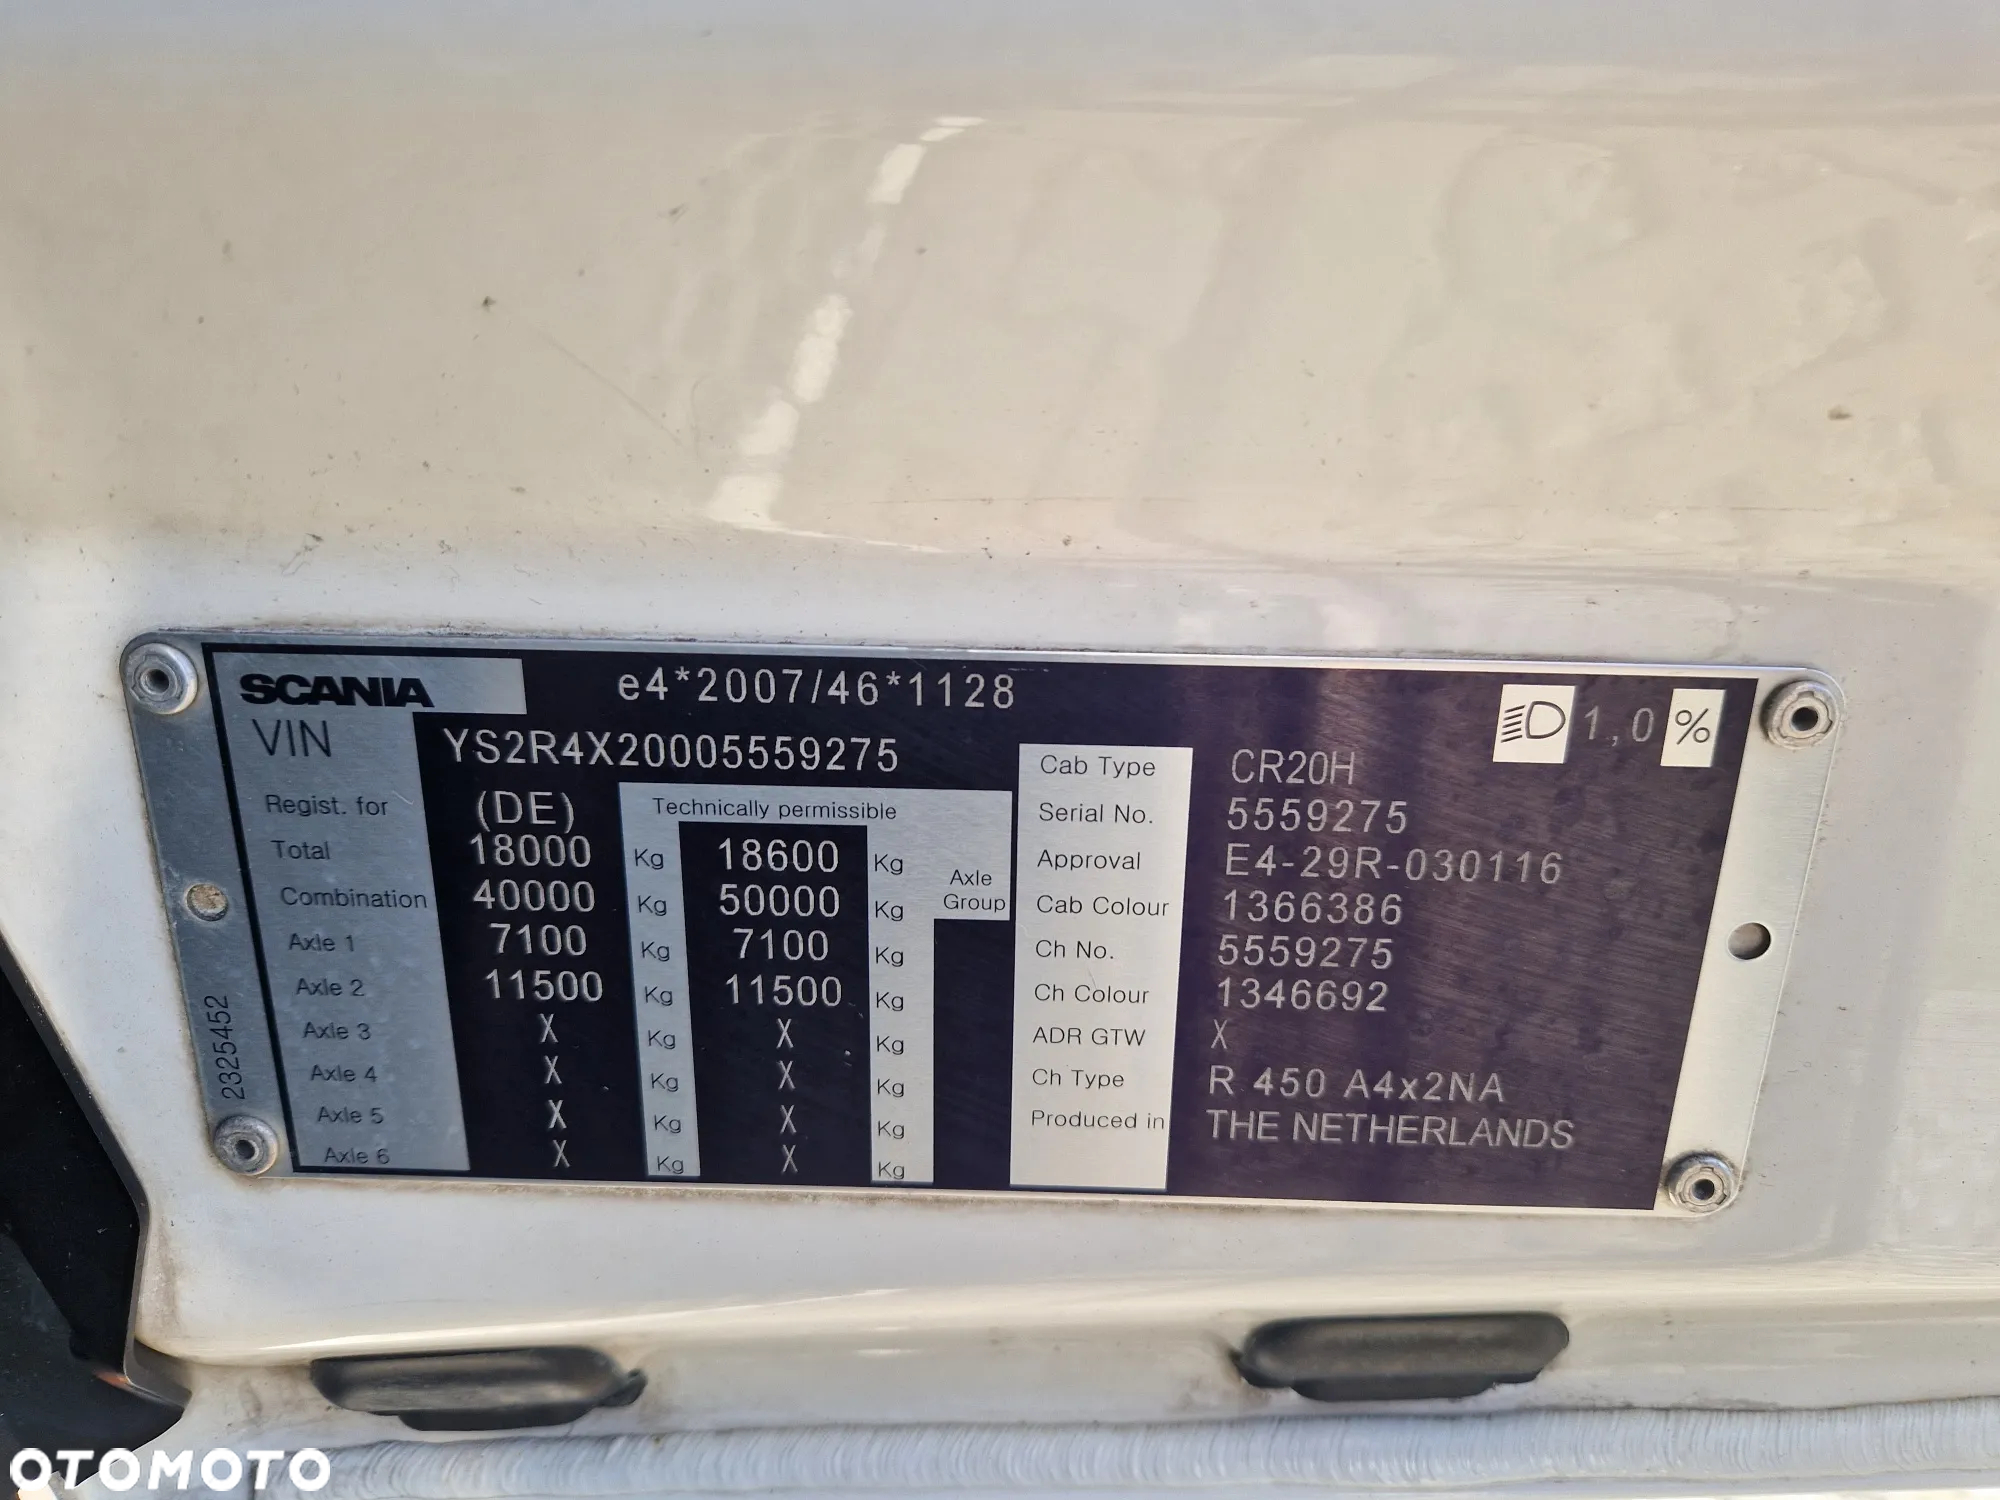 SCANIA e4*2007/46*1128
1,0 %
VIN YS2R4X20005559275
Regist. for (DE) Technically permissible
Total 18000 Kg 18600 Kg
Combination 40000 Kg 50000 Kg Axle Group
Axle 1 7100 Kg 7100 Kg
Axle 2 11500 Kg 11500 Kg
Axle 3 X Kg X Kg
Axle 4 X Kg X Kg
Axle 5 X Kg X Kg
Axle 6 X Kg X Kg
Cab Type CR20H
Serial No. 5559275
Approval E4-29R-030116
Cab Colour 1366386
Ch No. 5559275
Ch Colour 1346692
ADR GTW X
Ch Type R 450 A4x2NA
Produced in THE NETHERLANDS
2325452
OTOMOTO